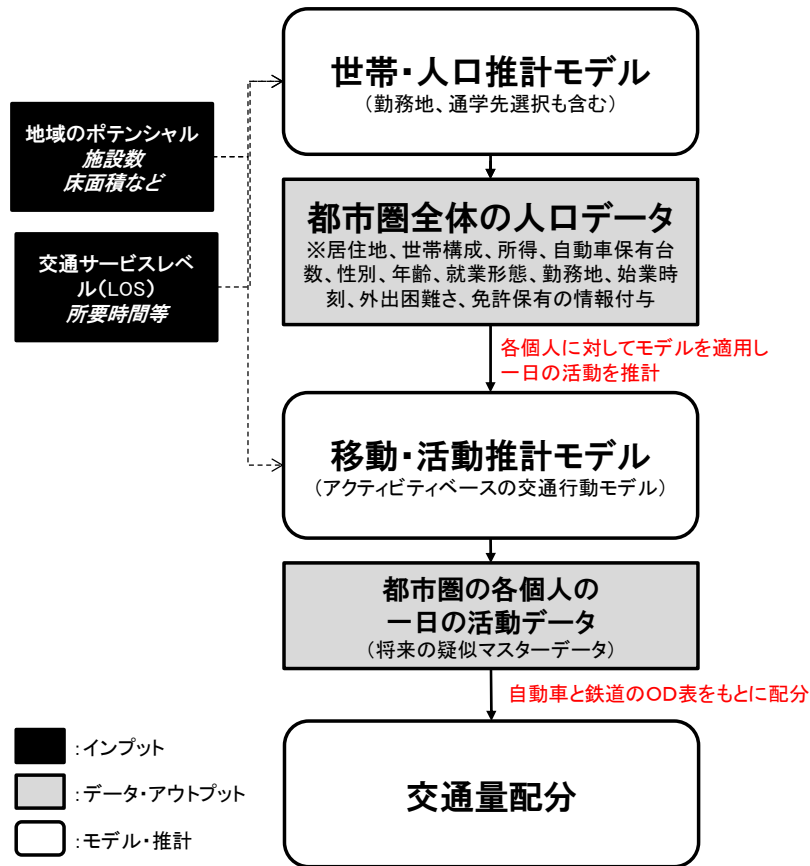 世帯・人口推計モデル
（勤務地、通学先選択も含む）
地域のポテンシャル
施設数
床面積など
都市圏全体の人口データ
※居住地、世帯構成、所得、自動車保有台
数、性別、年齢、就業形態、勤務地、始業時
刻、外出困難さ、免許保有の情報付与
交通サービスレベ
ル(LOS)
所要時間等
各個人に対してモデルを適用し
一日の活動を推計
移動・活動推計モデル
（アクティビティベースの交通行動モデル）
都市圏の各個人の
一日の活動データ
（将来の疑似マスターデータ）
自動車と鉄道のOD表をもとに配分
交通量配分
：インプット
：データ・アウトプット
：モデル・推計